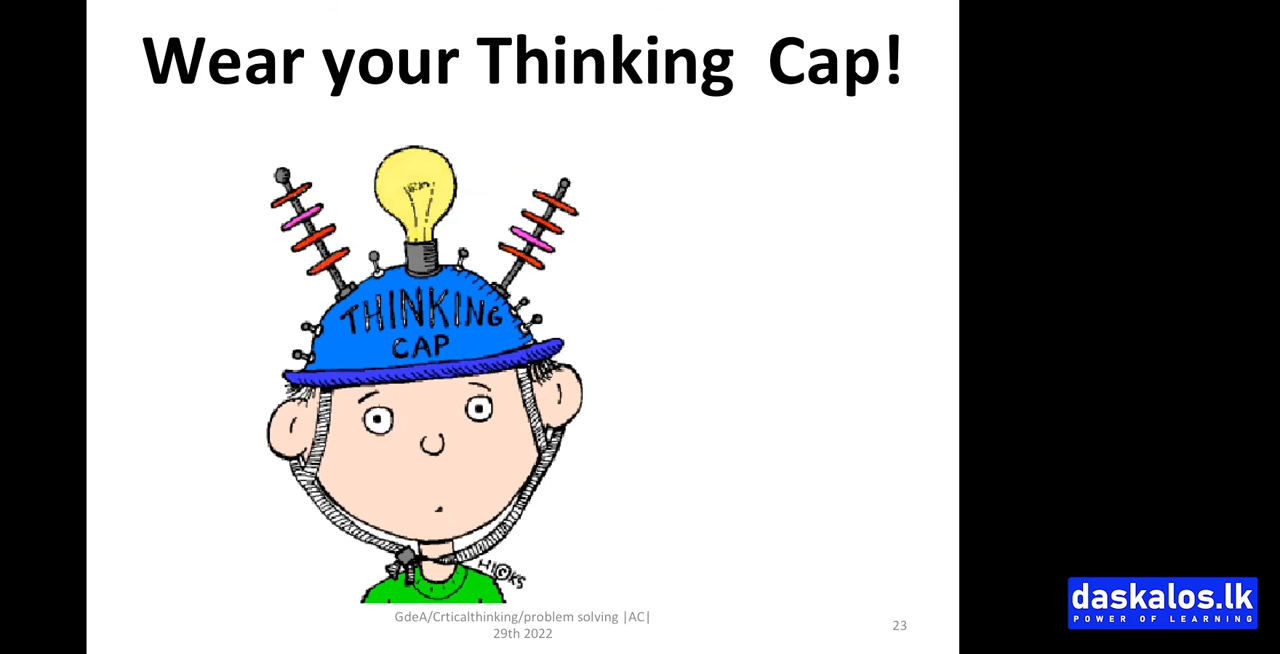 Wear your Thinking Cap!
THINKING
CAP
HICKS
GdeA/Crticalthinking/problem solving |AC|
29th 2022
23
daskalos.lk
POWER OF LEARNING